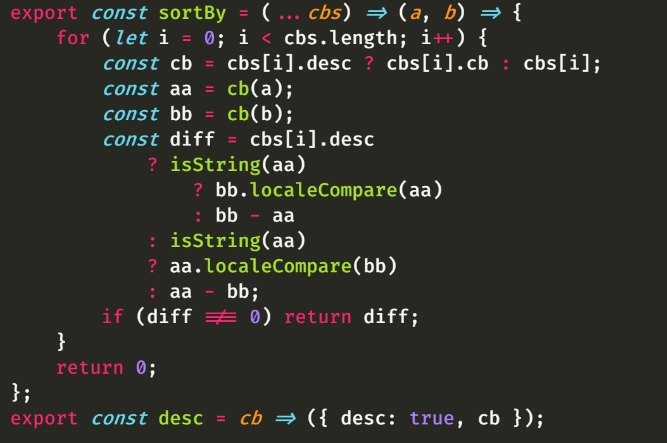 export const sortBy = (...cbs) => (a, b) => {
    for (let i = 0; i < cbs.length; i++) {
        const cb = cbs[i].desc ? cbs[i].cb : cbs[i];
        const aa = cb(a);
        const bb = cb(b);
        const diff = cbs[i].desc
            ? isString(aa)
                ? bb.localeCompare(aa)
                : bb - aa
            : isString(aa)
            ? aa.localeCompare(bb)
            : aa - bb;
        if (diff !== 0) return diff;
    }
    return 0;
};
export const desc = cb => ({ desc: true, cb });